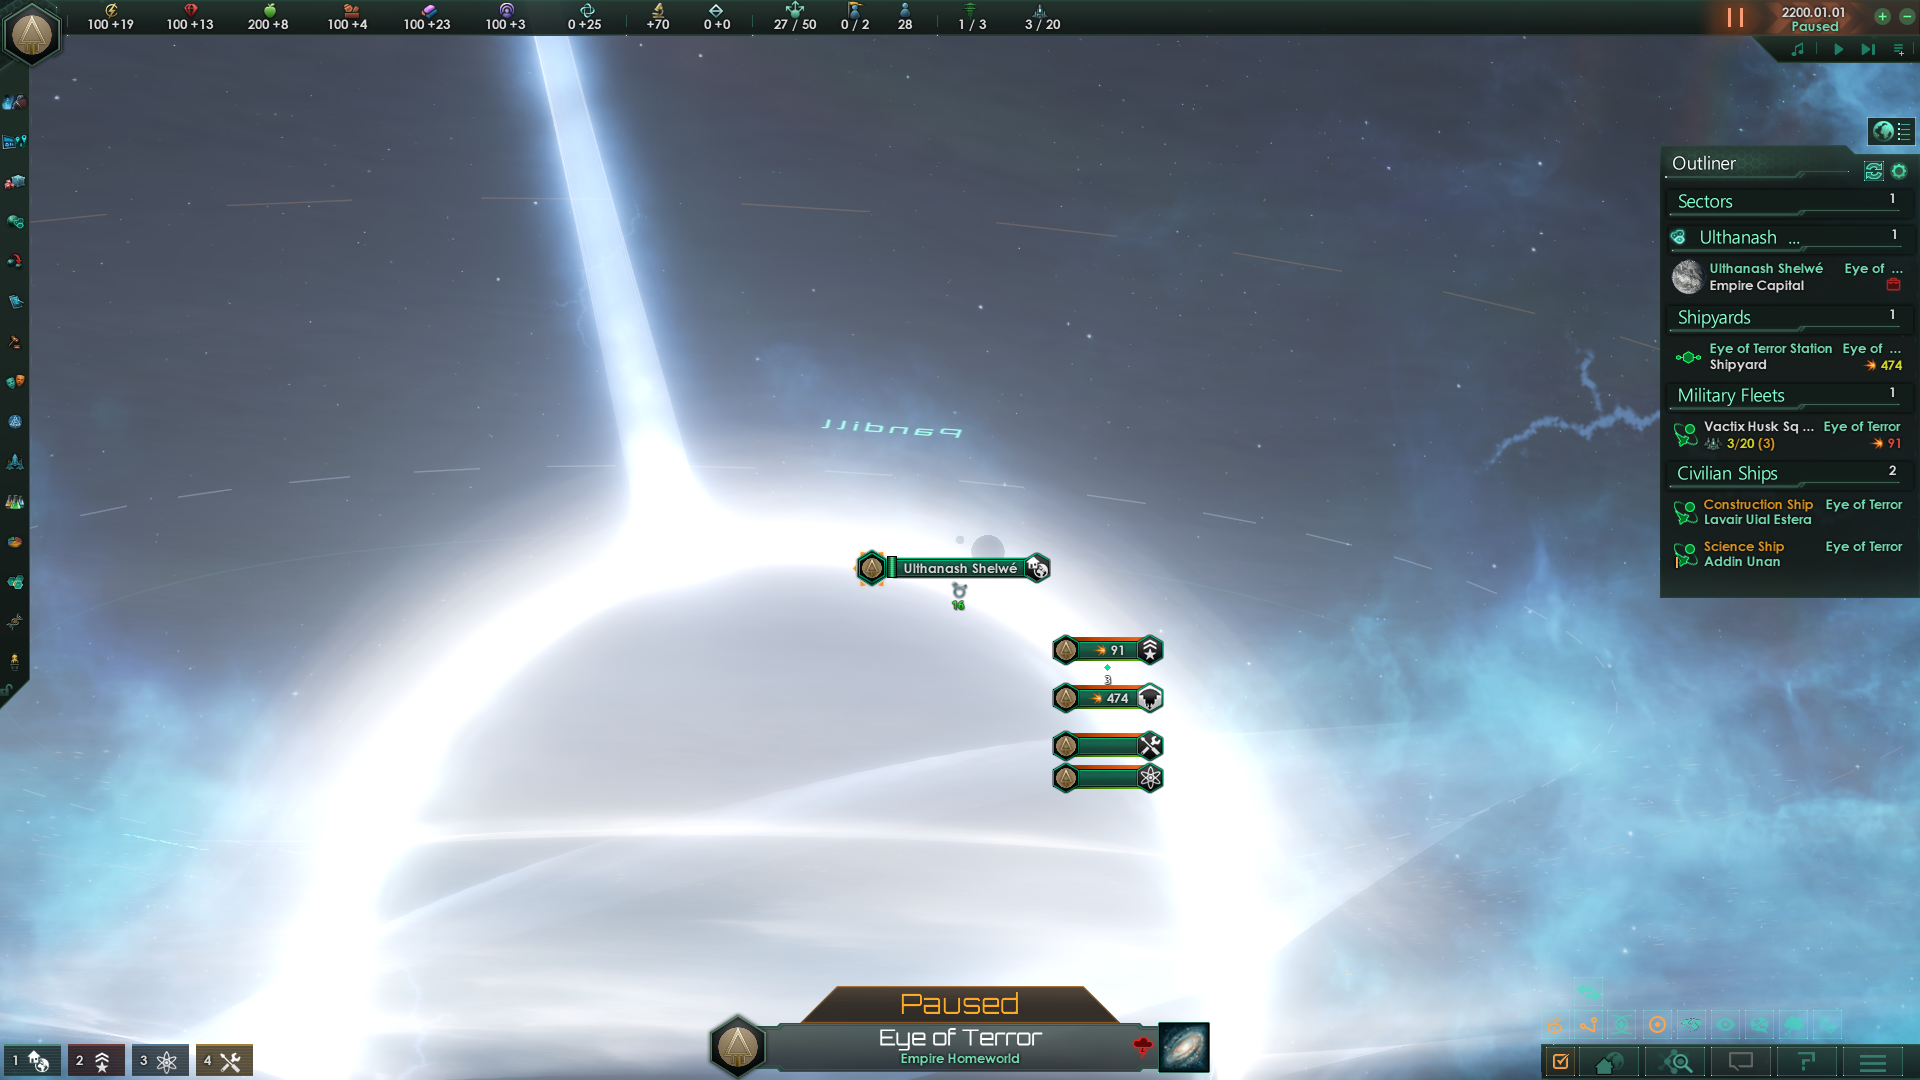 100 +19
100 +13
200 +8
100 +4
100 +23
100 +3
0 +25
+70
0 +0
27 / 50
0 / 2
28
1 / 3
3 / 20
2200.01.01
Paused
Outliner
Sectors 1
Ulthanash ... 1
Ulthanash Shelwé Eye of ...
Empire Capital
Shipyards 1
Eye of Terror Station Eye of ...
Shipyard 474
Military Fleets 1
Vactix Husk Sq ... Eye of Terror
3/20 (3) 91
Civilian Ships 2
Construction Ship Eye of Terror
Lavair Uial Estera
Science Ship Eye of Terror
Addin Unan
Pandill
Ulthanash Shelwé
16
91
3
474
Paused
Eye of Terror
Empire Homeworld
1
2
3
4